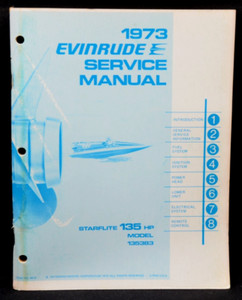 1973
EVINRUDE E
SERVICE
MANUAL
INTRODUCTION 1
GENERAL
SERVICE
INFORMATION 2
FUEL
SYSTEM 3
IGNITION
SYSTEM 4
POWER
HEAD 5
LOWER
UNIT 6
ELECTRICAL
SYSTEM 7
REMOTE
CONTROL 8
STARFLITE 135 HP
MODEL
135383